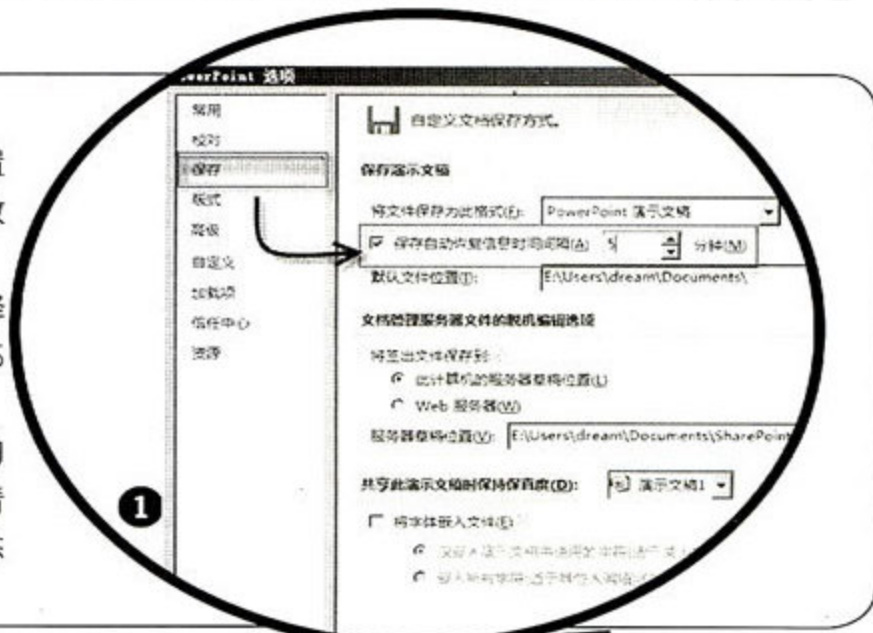 PowerPoint 选项
常用
校对
保存
版式
高级
自定义
加载项
信任中心
资源
自定义文档保存方式。
保存演示文稿
将文件保存为此格式(F): PowerPoint 演示文稿
保存自动恢复信息时间间隔(A) 5 分钟(M)
默认文件位置(I): E:\Users\dream\Documents\
文档管理服务器文件的脱机编辑选项
将签出文件保存到:
此计算机的服务器草稿位置(L)
Web 服务器(W)
服务器草稿位置(V): E:\Users\dream\Documents\SharePoint
共享此演示文稿时保持保真度(D): 演示文稿1
将字体嵌入文件(E)
1